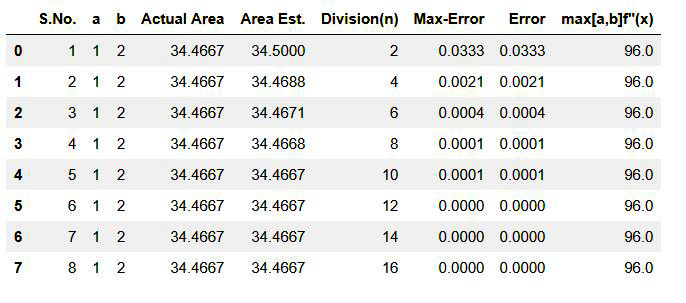 S.No. a b Actual Area Area Est. Division(n) Max-Error Error max[a,b]f"(x)
0 1 1 2 34.4667 34.5000 2 0.0333 0.0333 96.0
1 2 1 2 34.4667 34.4688 4 0.0021 0.0021 96.0
2 3 1 2 34.4667 34.4671 6 0.0004 0.0004 96.0
3 4 1 2 34.4667 34.4668 8 0.0001 0.0001 96.0
4 5 1 2 34.4667 34.4667 10 0.0001 0.0001 96.0
5 6 1 2 34.4667 34.4667 12 0.0000 0.0000 96.0
6 7 1 2 34.4667 34.4667 14 0.0000 0.0000 96.0
7 8 1 2 34.4667 34.4667 16 0.0000 0.0000 96.0